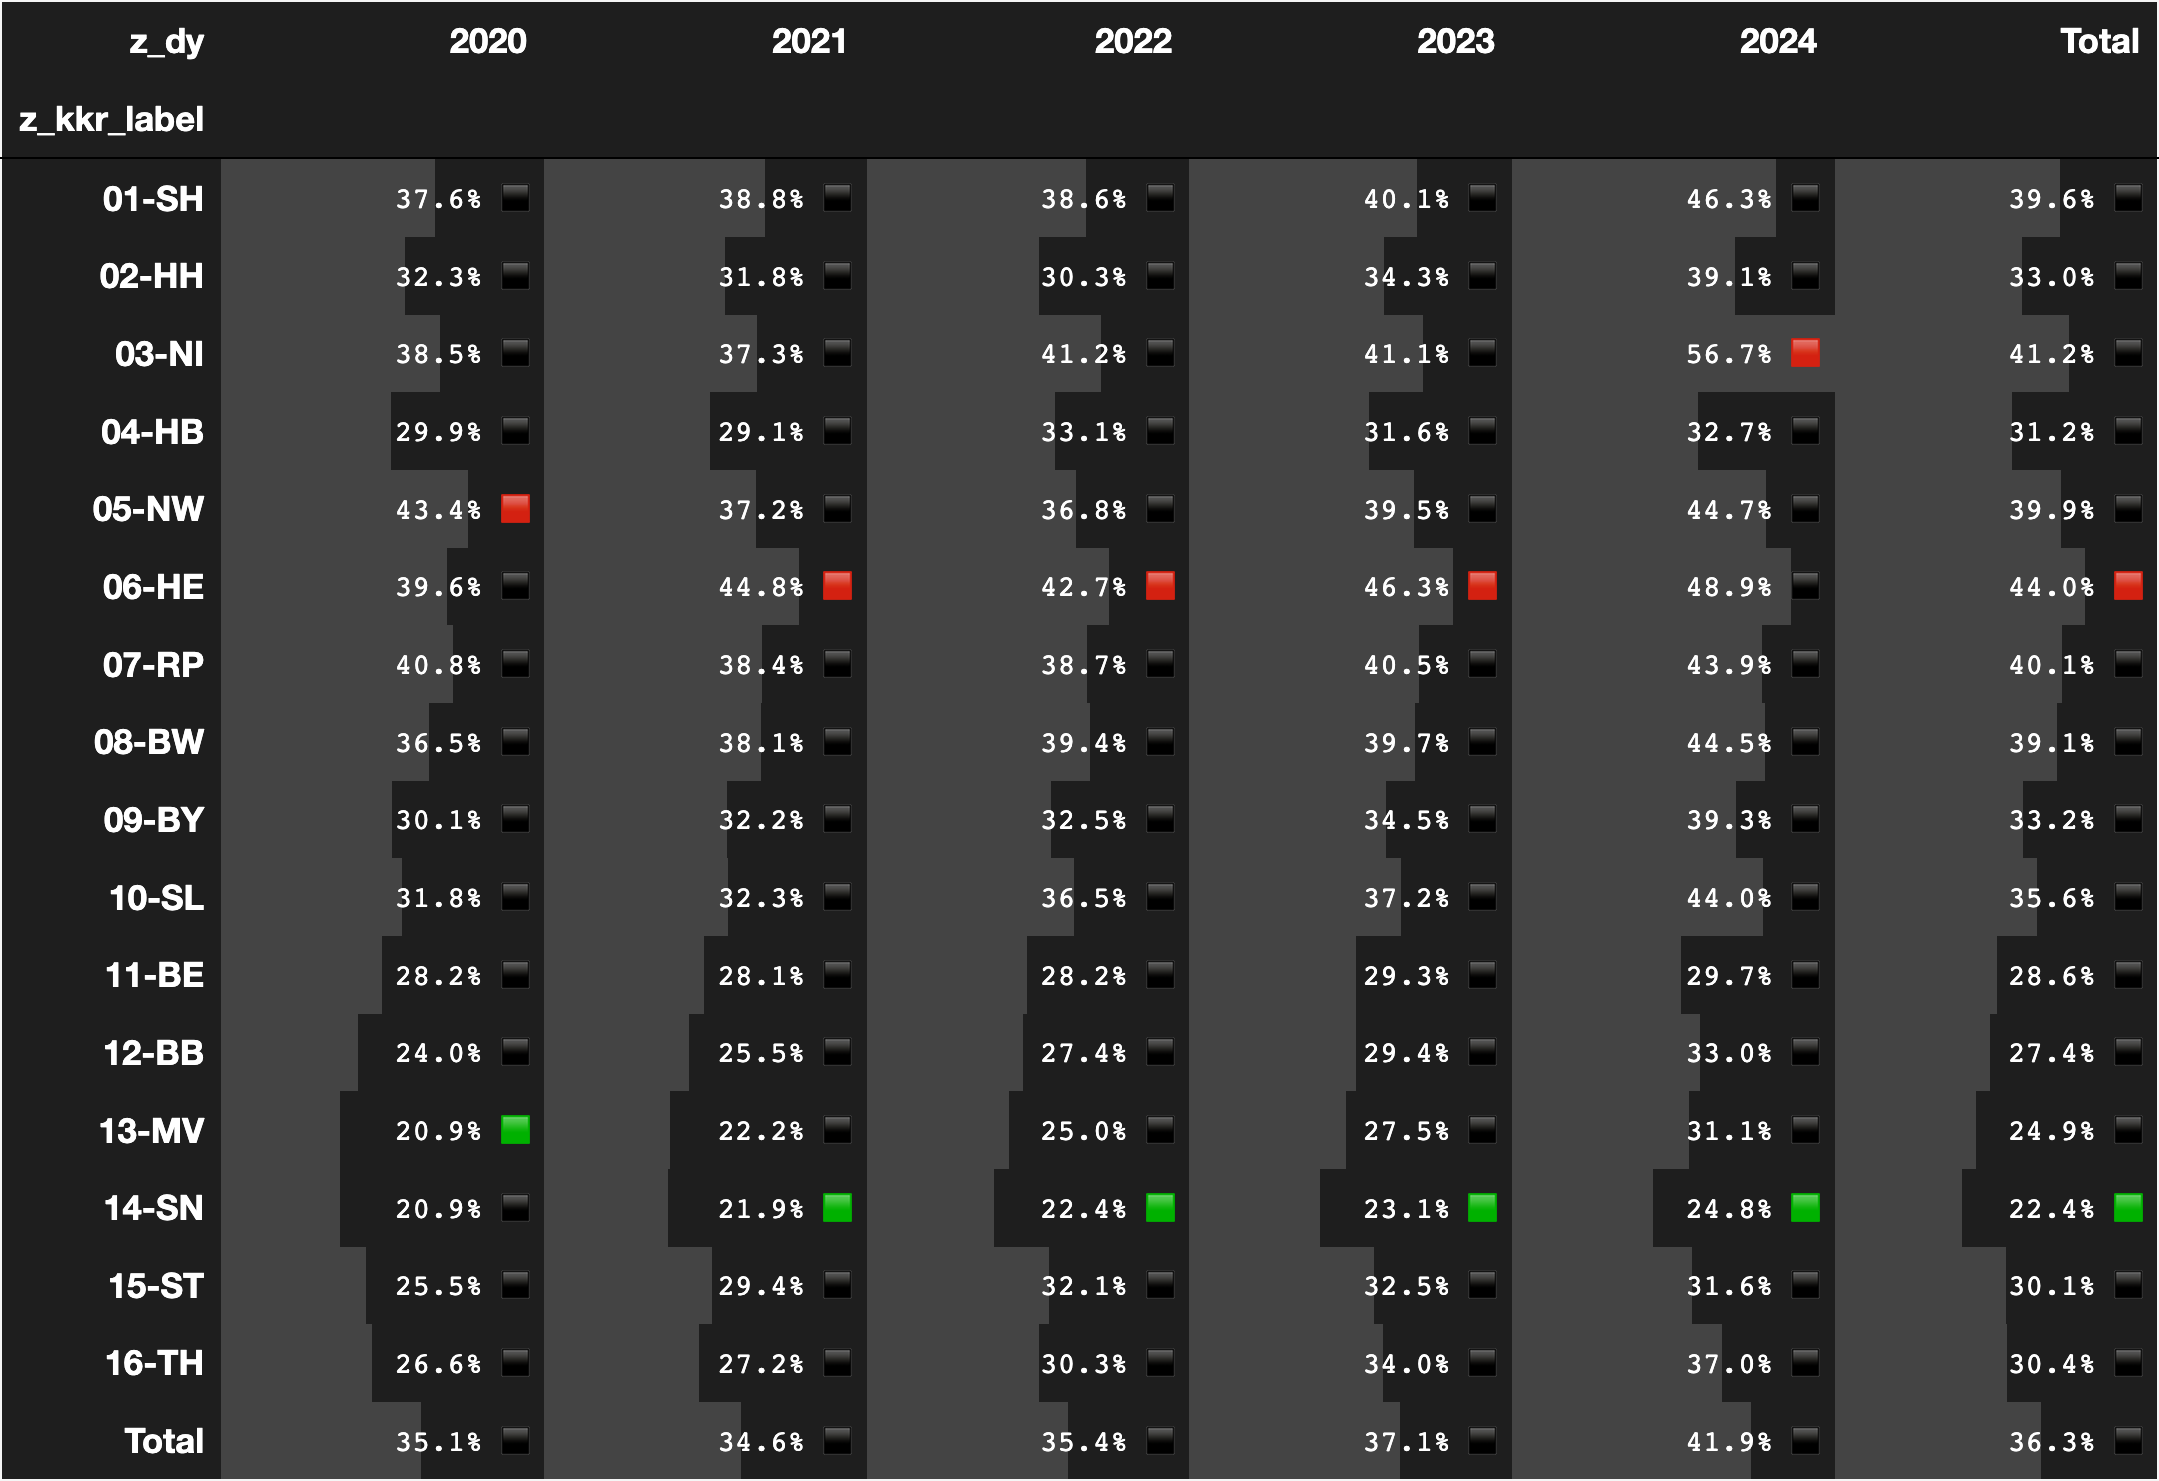 z_dy 2020 2021 2022 2023 2024 Total
z_kkr_label
01-SH 37.6% 38.8% 38.6% 40.1% 46.3% 39.6%
02-HH 32.3% 31.8% 30.3% 34.3% 39.1% 33.0%
03-NI 38.5% 37.3% 41.2% 41.1% 56.7% 41.2%
04-HB 29.9% 29.1% 33.1% 31.6% 32.7% 31.2%
05-NW 43.4% 37.2% 36.8% 39.5% 44.7% 39.9%
06-HE 39.6% 44.8% 42.7% 46.3% 48.9% 44.0%
07-RP 40.8% 38.4% 38.7% 40.5% 43.9% 40.1%
08-BW 36.5% 38.1% 39.4% 39.7% 44.5% 39.1%
09-BY 30.1% 32.2% 32.5% 34.5% 39.3% 33.2%
10-SL 31.8% 32.3% 36.5% 37.2% 44.0% 35.6%
11-BE 28.2% 28.1% 28.2% 29.3% 29.7% 28.6%
12-BB 24.0% 25.5% 27.4% 29.4% 33.0% 27.4%
13-MV 20.9% 22.2% 25.0% 27.5% 31.1% 24.9%
14-SN 20.9% 21.9% 22.4% 23.1% 24.8% 22.4%
15-ST 25.5% 29.4% 32.1% 32.5% 31.6% 30.1%
16-TH 26.6% 27.2% 30.3% 34.0% 37.0% 30.4%
Total 35.1% 34.6% 35.4% 37.1% 41.9% 36.3%